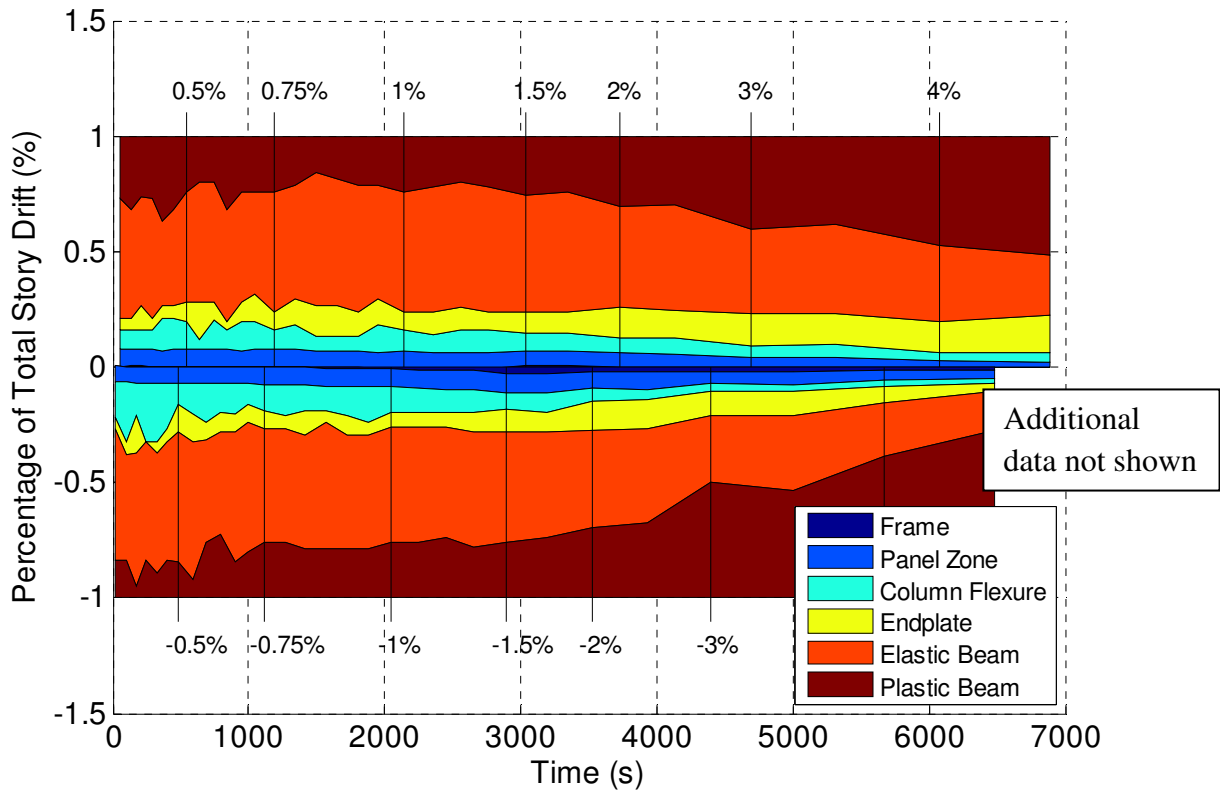 1.5
0.5% 0.75% 1% 1.5% 2% 3% 4%
1
0.5
0
-0.5
-1
-1.5
Percentage of Total Story Drift (%)
Additional
data not shown
Frame
Panel Zone
Column Flexure
Endplate
Elastic Beam
Plastic Beam
-0.5% -0.75% -1% -1.5% -2% -3%
0 1000 2000 3000 4000 5000 6000 7000
Time (s)